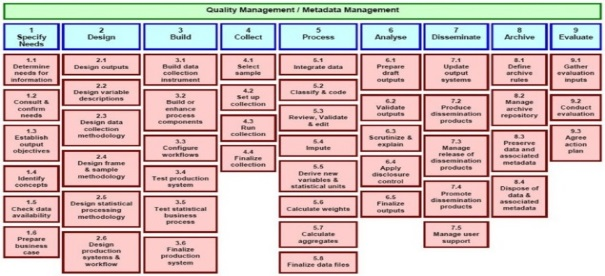 Quality Management / Metadata Management
1
Specify
Needs
1.1
Determine
needs for
information
1.2
Consult &
confirm
needs
1.3
Establish
output
objectives
1.4
Identify
concepts
1.5
Check data
availability
1.6
Prepare
business
case
2
Design
2.1
Design outputs
2.2
Design variable
descriptions
2.3
Design data
collection
methodology
2.4
Design frame
& sample
methodology
2.5
Design statistical
processing
methodology
2.6
Design
production
systems &
workflow
3
Build
3.1
Build data
collection
instrument
3.2
Build or
enhance
process
components
3.3
Configure
workflows
3.4
Test production
system
3.5
Test statistical
business
process
3.6
Finalize
production
system
4
Collect
4.1
Select
sample
4.2
Set up
collection
4.3
Run
collection
4.4
Finalize
collection
5
Process
5.1
Integrate data
5.2
Classify & code
5.3
Review, Validate
& edit
5.4
Impute
5.5
Derive new
variables &
statistical units
5.6
Calculate weights
5.7
Calculate
aggregates
5.8
Finalize data files
6
Analyse
6.1
Prepare
draft
outputs
6.2
Validate
outputs
6.3
Scrutinize &
explain
6.4
Apply
disclosure
control
6.5
Finalize
outputs
7
Disseminate
7.1
Update
output
systems
7.2
Produce
dissemination
products
7.3
Manage
release of
dissemination
products
7.4
Promote
dissemination
products
7.5
Manage user
support
8
Archive
8.1
Define
archive
rules
8.2
Manage
archive
repository
8.3
Preserve
data and
associated
metadata
8.4
Dispose of
data &
associated
metadata
9
Evaluate
9.1
Gather
evaluation
inputs
9.2
Conduct
evaluation
9.3
Agree
action
plan